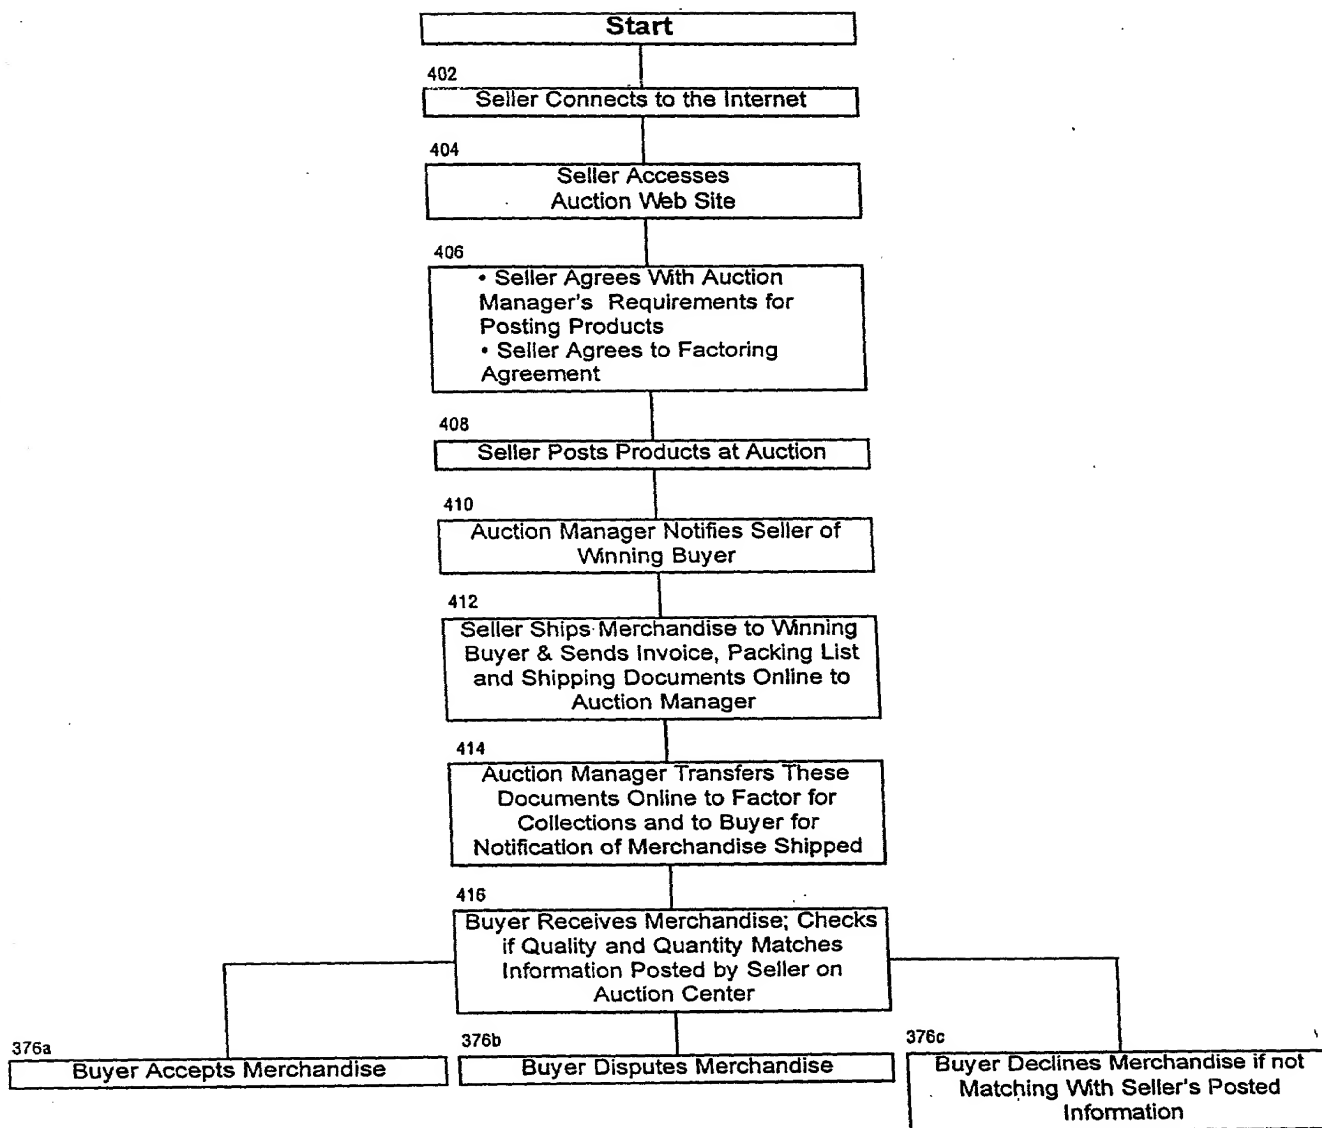 Start
402
Seller Connects to the Internet
404
Seller Accesses
Auction Web Site
406
• Seller Agrees With Auction
Manager's Requirements for
Posting Products
• Seller Agrees to Factoring
Agreement
408
Seller Posts Products at Auction
410
Auction Manager Notifies Seller of
Winning Buyer
412
Seller Ships Merchandise to Winning
Buyer & Sends Invoice, Packing List
and Shipping Documents Online to
Auction Manager
414
Auction Manager Transfers These
Documents Online to Factor for
Collections and to Buyer for
Notification of Merchandise Shipped
416
Buyer Receives Merchandise; Checks
if Quality and Quantity Matches
Information Posted by Seller on
Auction Center
376a
Buyer Accepts Merchandise
376b
Buyer Disputes Merchandise
376c
Buyer Declines Merchandise if not
Matching With Seller's Posted
Information